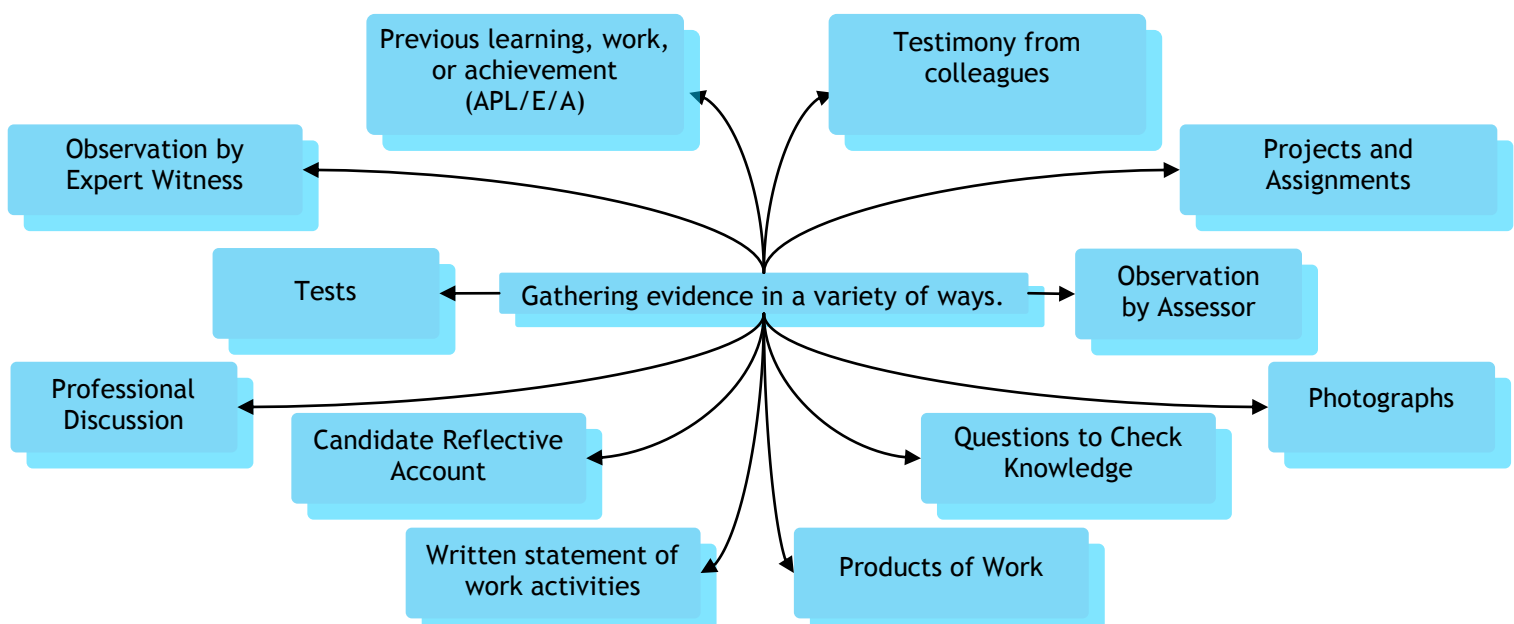 Previous learning, work,
or achievement
(APL/E/A)
Testimony from
colleagues
Observation by
Expert Witness
Projects and
Assignments
Tests
Gathering evidence in a variety of ways.
Observation
by Assessor
Professional
Discussion
Photographs
Candidate Reflective
Account
Questions to Check
Knowledge
Written statement of
work activities
Products of Work